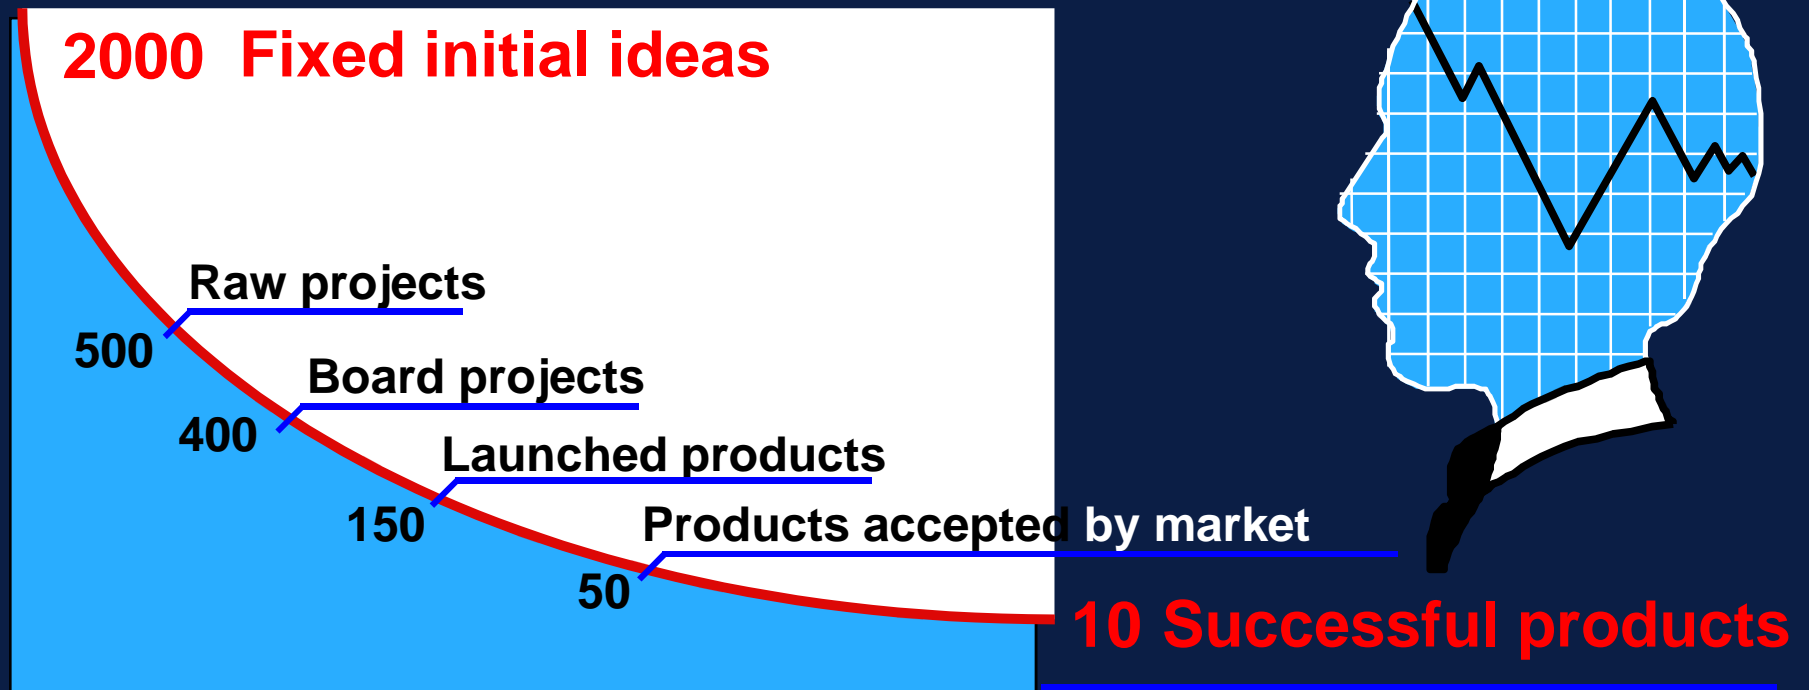 2000 Fixed initial ideas
Raw projects
500
Board projects
400
Launched products
150
Products accepted by market
50
10 Successful products